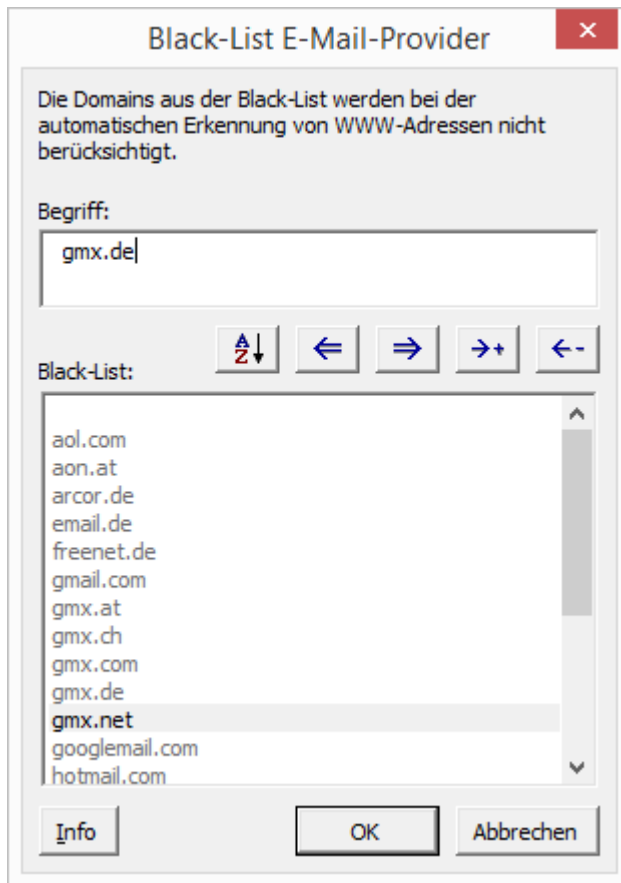 Black-List E-Mail-Provider
Die Domains aus der Black-List werden bei der
automatischen Erkennung von WWW-Adressen nicht
berücksichtigt.
Begriff:
gmx.de
Black-List:
aol.com
aon.at
arcor.de
email.de
freenet.de
gmail.com
gmx.at
gmx.ch
gmx.com
gmx.de
gmx.net
googlemail.com
hotmail.com
Info OK Abbrechen